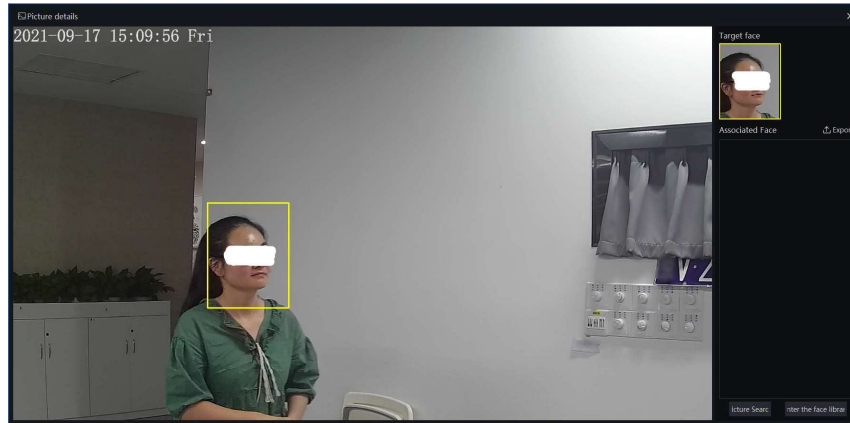 Picture details
2021-09-17 15:09:56 Fri
Target face
Associated Face
Expor
V·Z
icture Searc
nter the face librar